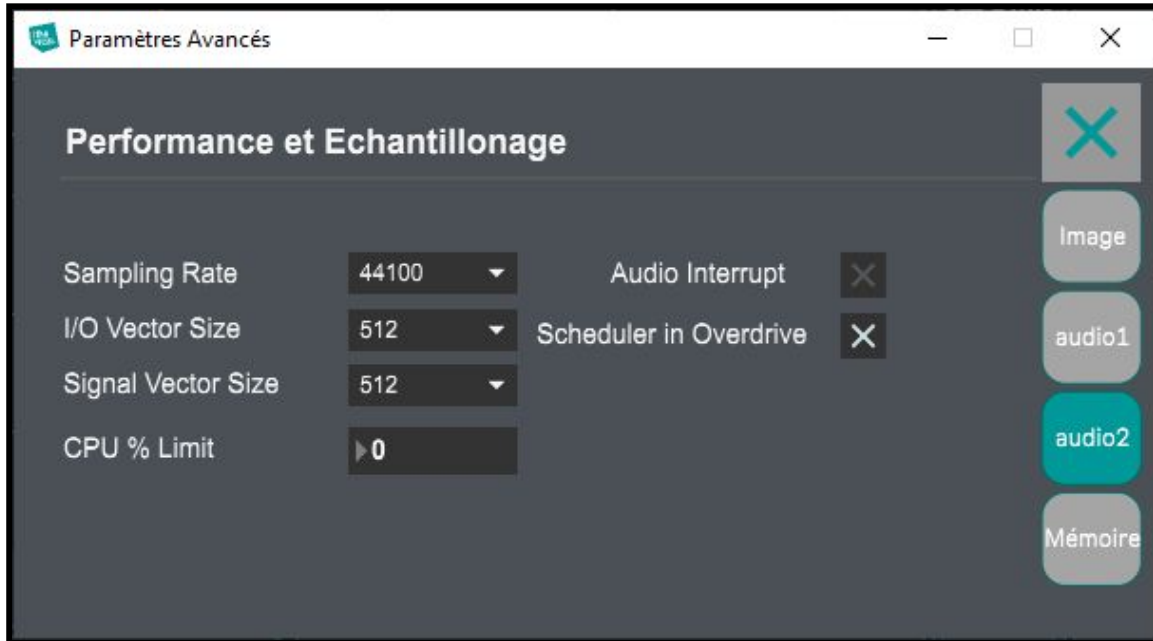 Paramètres Avancés
Performance et Echantillonage
Sampling Rate 44100 Audio Interrupt
I/O Vector Size 512 Scheduler in Overdrive
Signal Vector Size 512
CPU % Limit 0
Image
audio1
audio2
Mémoire